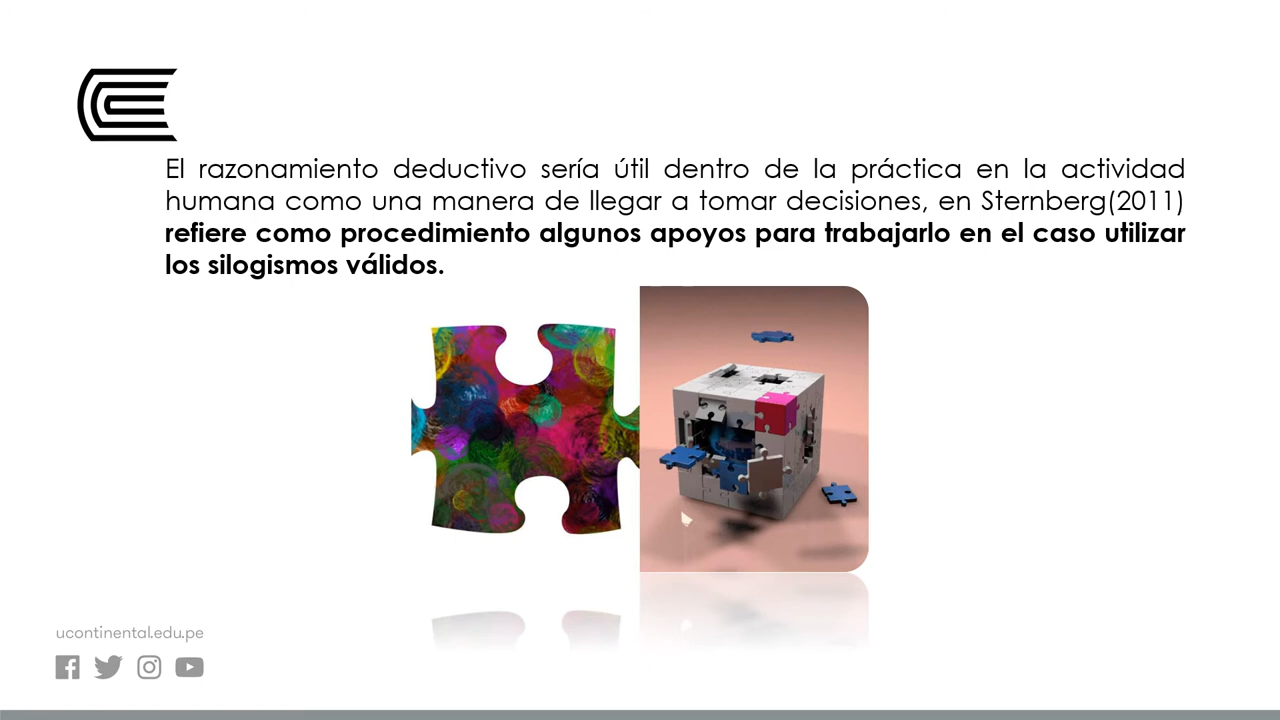 El razonamiento deductivo sería útil dentro de la práctica en la actividad
humana como una manera de llegar a tomar decisiones, en Sternberg(2011)
refiere como procedimiento algunos apoyos para trabajarlo en el caso utilizar
los silogismos válidos.
ucontinental.edu.pe